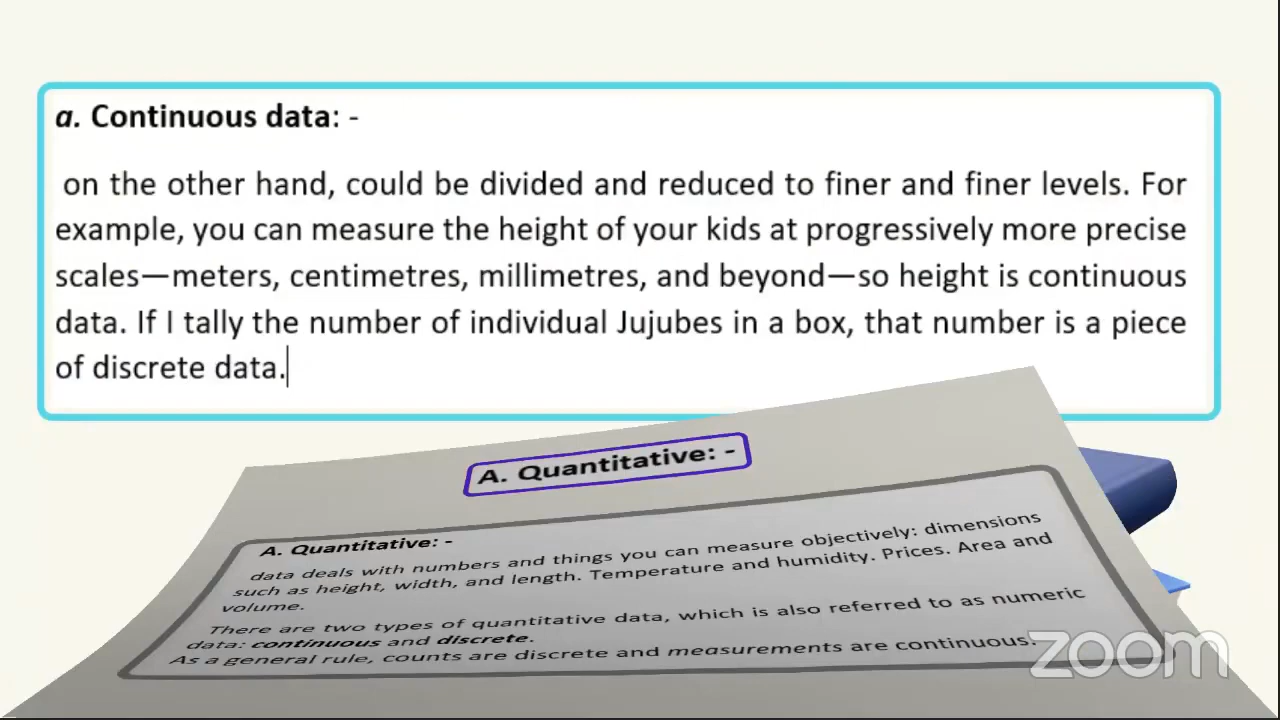 a. Continuous data: -
on the other hand, could be divided and reduced to finer and finer levels. For
example, you can measure the height of your kids at progressively more precise
scales—meters, centimetres, millimetres, and beyond—so height is continuous
data. If I tally the number of individual Jujubes in a box, that number is a piece
of discrete data.
A. Quantitative: -
A. Quantitative: -
data deals with numbers and things you can measure objectively: dimensions
such as height, width, and length. Temperature and humidity. Prices. Area and
volume.
There are two types of quantitative data, which is also referred to as numeric
data: continuous and discrete.
As a general rule, counts are discrete and measurements are continuous.
zoom